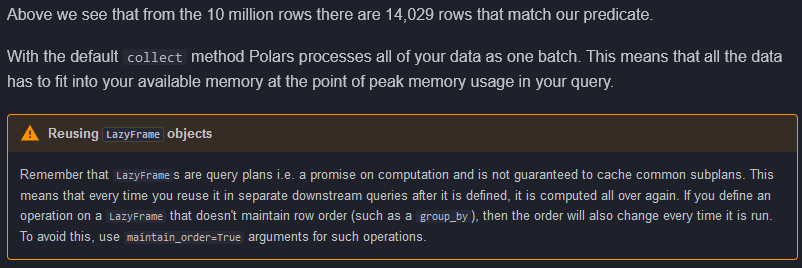 Above we see that from the 10 million rows there are 14,029 rows that match our predicate.
With the default collect method Polars processes all of your data as one batch. This means that all the data
has to fit into your available memory at the point of peak memory usage in your query.
Reusing LazyFrame objects
Remember that LazyFrame s are query plans i.e. a promise on computation and is not guaranteed to cache common subplans. This
means that every time you reuse it in separate downstream queries after it is defined, it is computed all over again. If you define an
operation on a LazyFrame that doesn't maintain row order (such as a group_by ), then the order will also change every time it is run.
To avoid this, use maintain_order=True arguments for such operations.